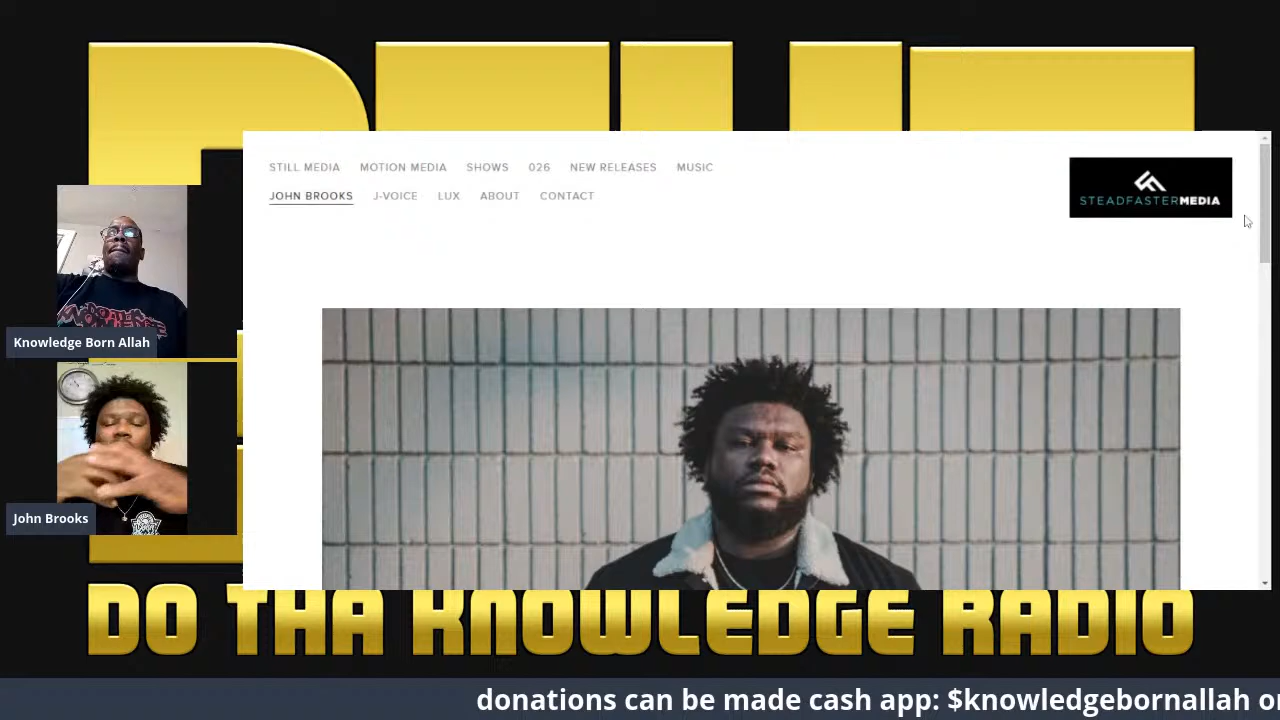 STILL MEDIA MOTION MEDIA SHOWS 026 NEW RELEASES MUSIC
JOHN BROOKS J-VOICE LUX ABOUT CONTACT
STEADFASTERMEDIA
Knowledge Born Allah
John Brooks
DO THA KNOWLEDGE RADIO
donations can be made cash app: $knowledgebornallah